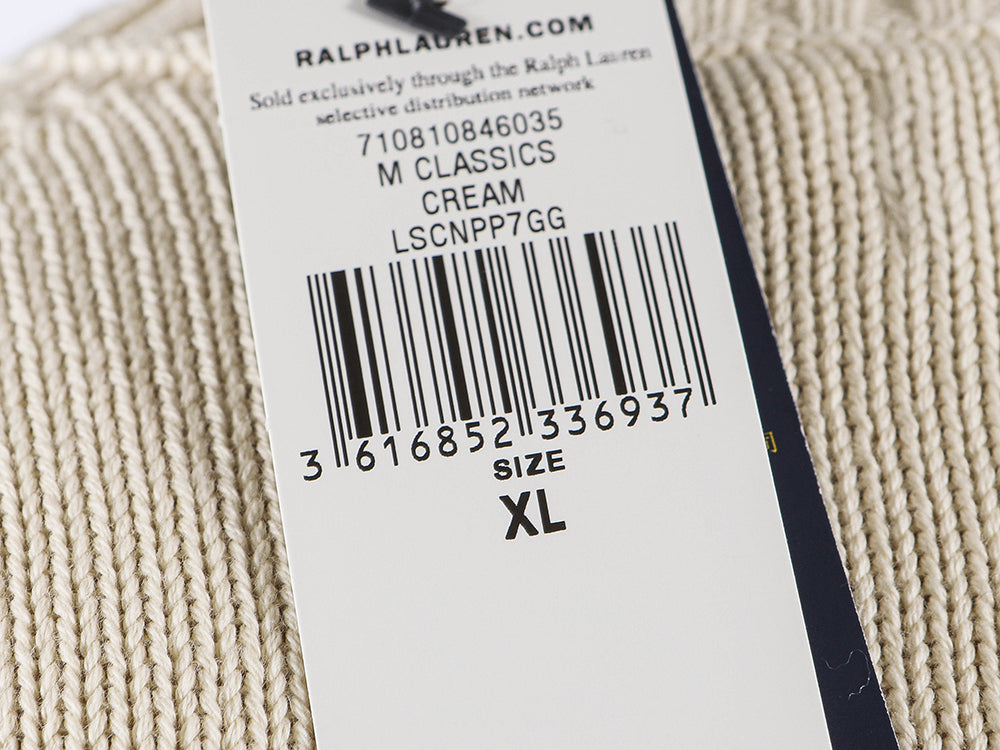 RALPHLAUREN.COM
Sold exclusively through the Ralph Lauren
selective distribution network
710810846035
M CLASSICS
CREAM
LSCNPP7GG
3 616852 336937
SIZE
XL
司